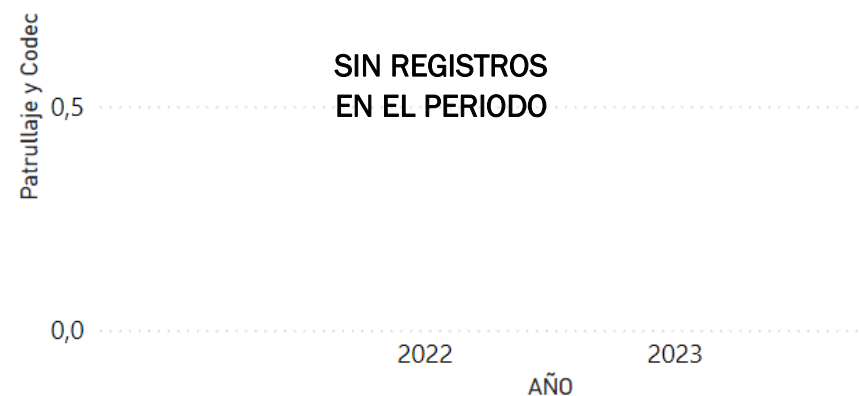 Patrullaje y Codec
SIN REGISTROS
EN EL PERIODO
0,5
0,0
2022
2023
AÑO